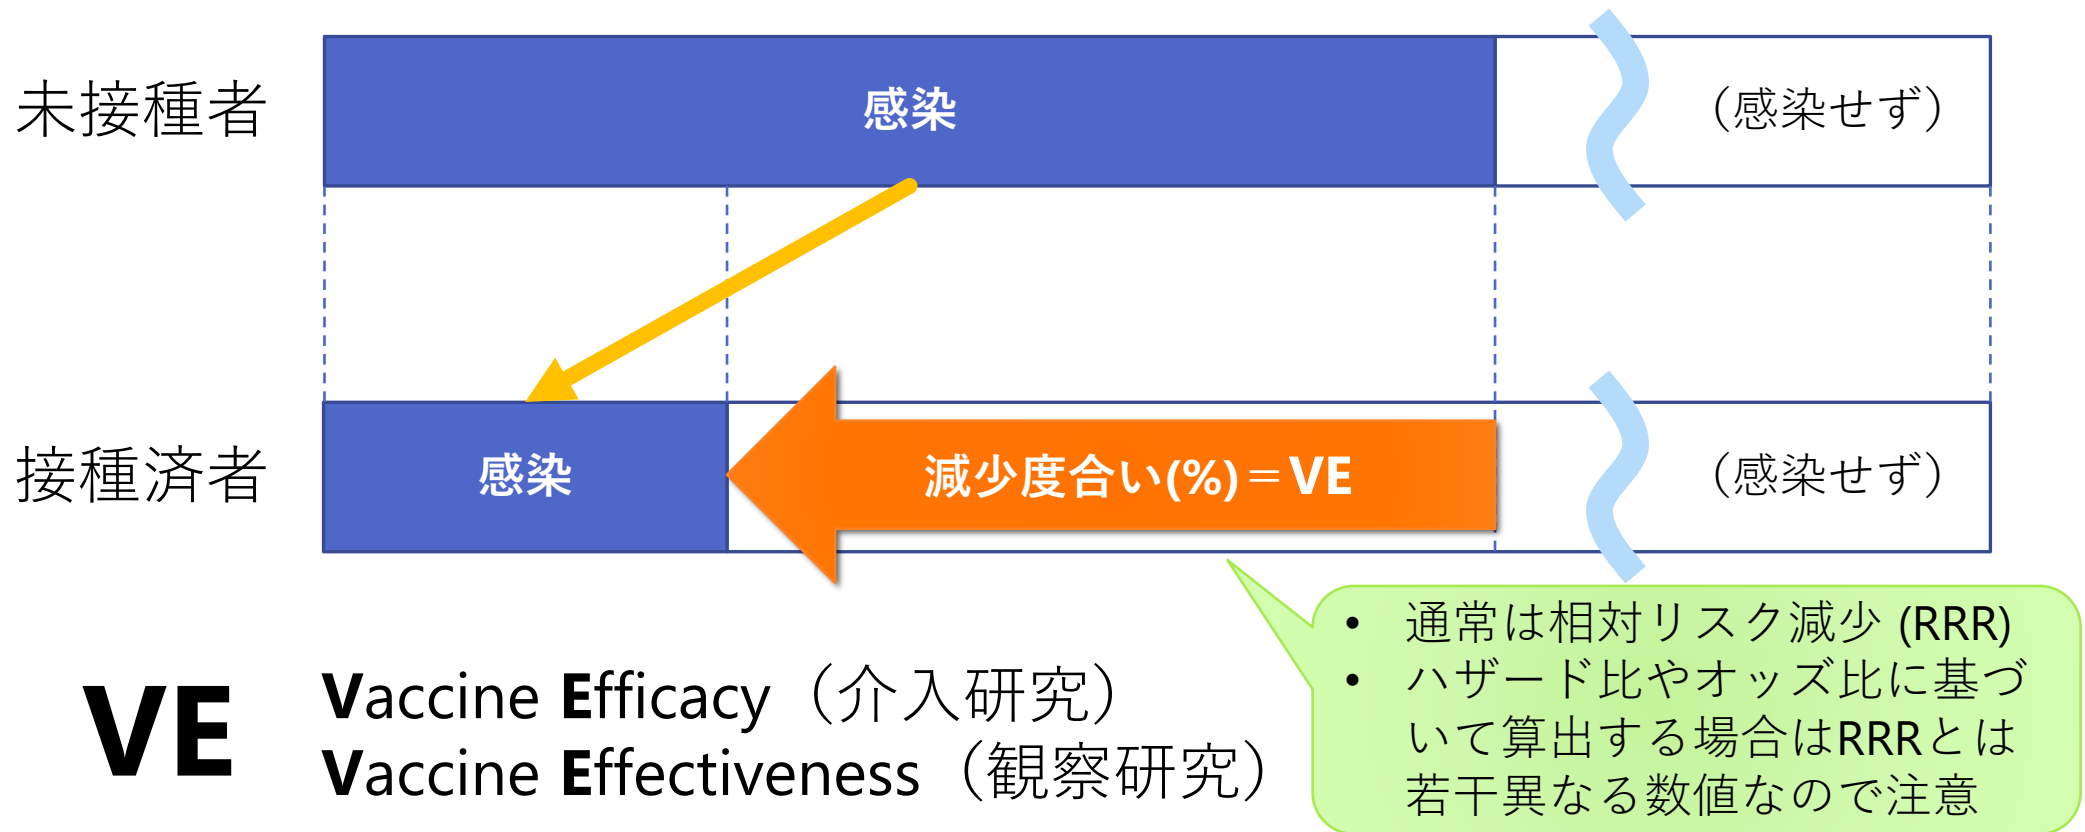 未接種者
感染
（感染せず）
接種済者
感染
減少度合い(%)＝VE
（感染せず）
VE
Vaccine Efficacy（介入研究）
Vaccine Effectiveness（観察研究）
• 通常は相対リスク減少 (RRR)
• ハザード比やオッズ比に基づ
いて算出する場合はRRRとは
若干異なる数値なので注意